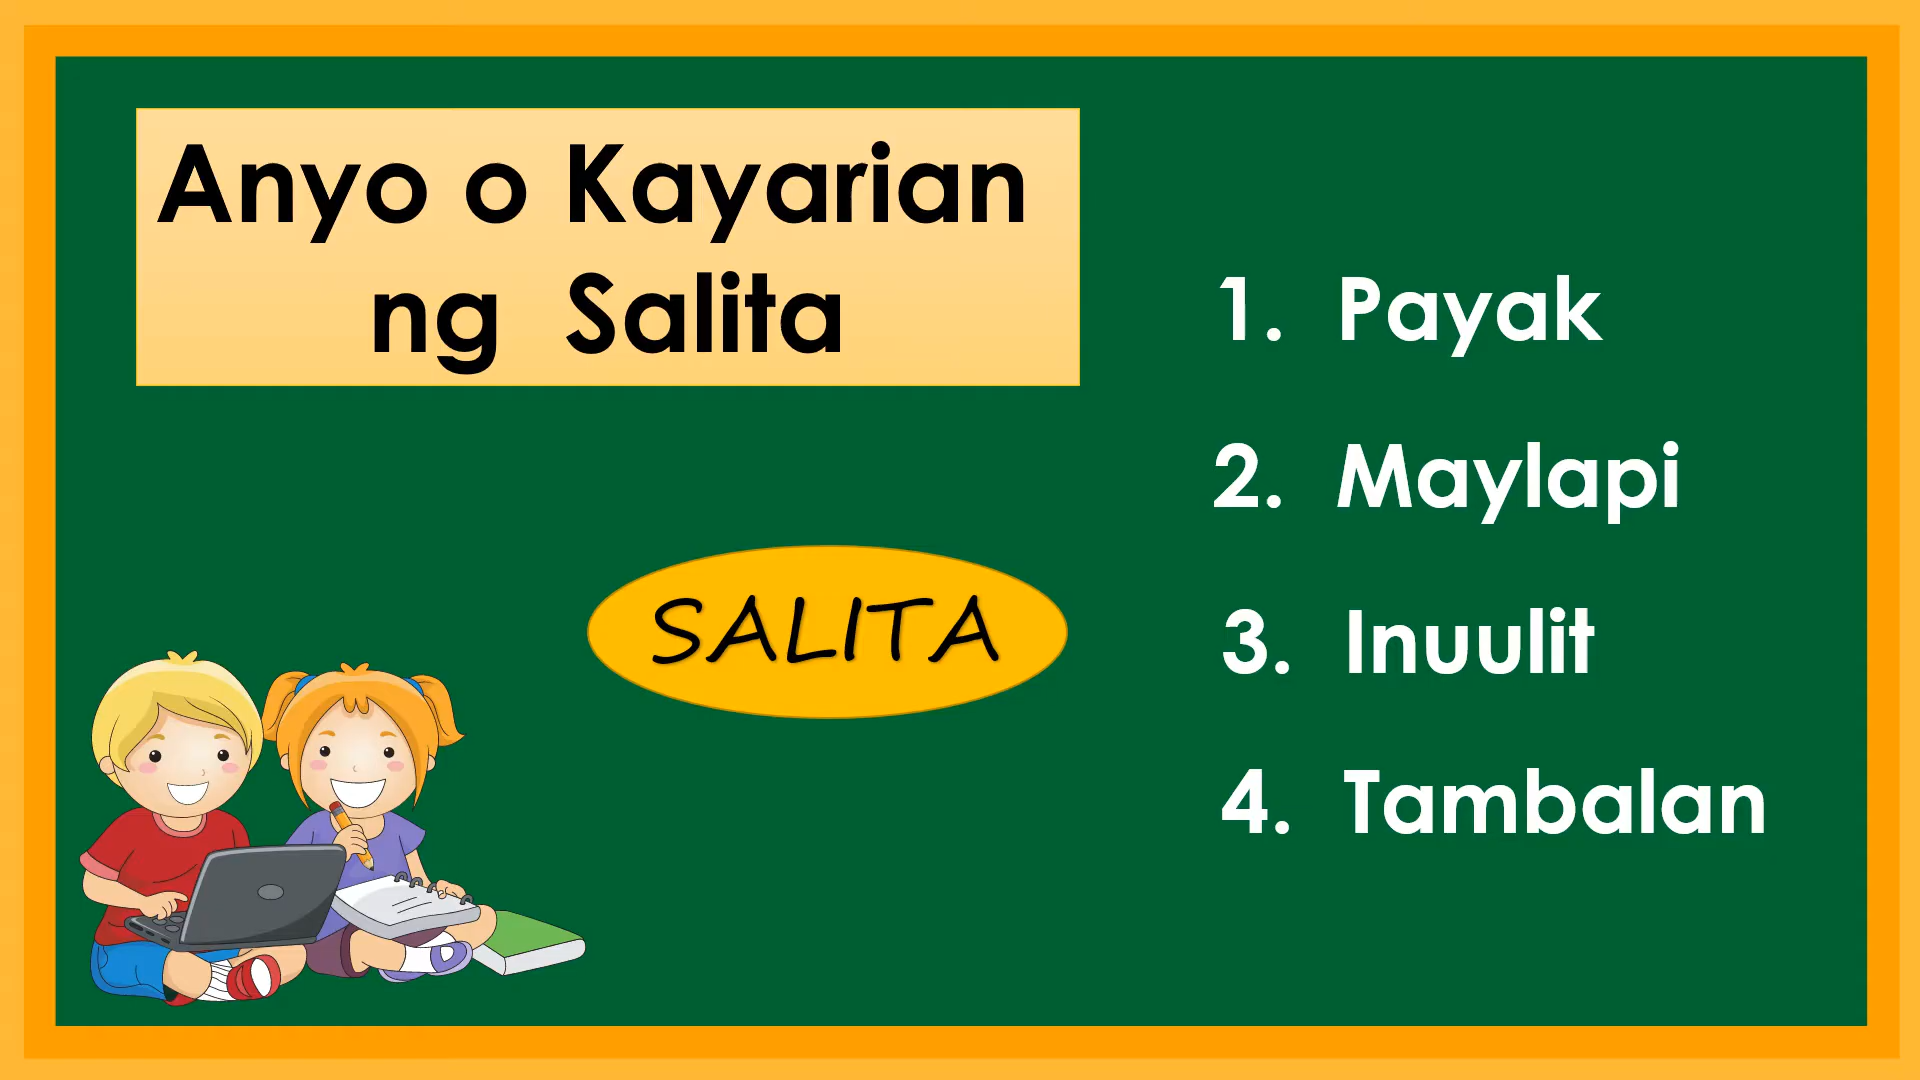 Anyo o Kayarian
ng Salita
SALITA
1. Payak
2. Maylapi
3. Inuulit
4. Tambalan